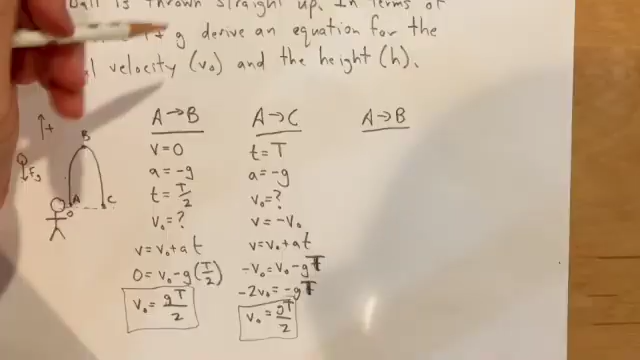 Ball is thrown straight up. In terms of
g derive an equation for the
velocity (v₀) and the height (h).
A→B
v=0
a=-g
t=T/2
v₀=?
v=v₀+at
0=v₀-g(T/2)
v₀=gT/2
A→C
t=T
a=-g
v₀=?
v=-v₀
v=v₀+at
-v₀=v₀-gT
-2v₀=-gT
v₀=gT/2
A→B
+
B
Fg
A
0
C